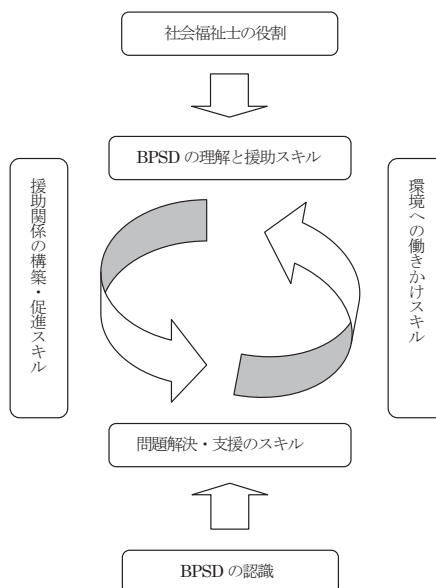 社会福祉士の役割
BPSD の理解と援助スキル
援助関係の構築・促進スキル
環境への働きかけスキル
問題解決・支援のスキル
BPSD の認識